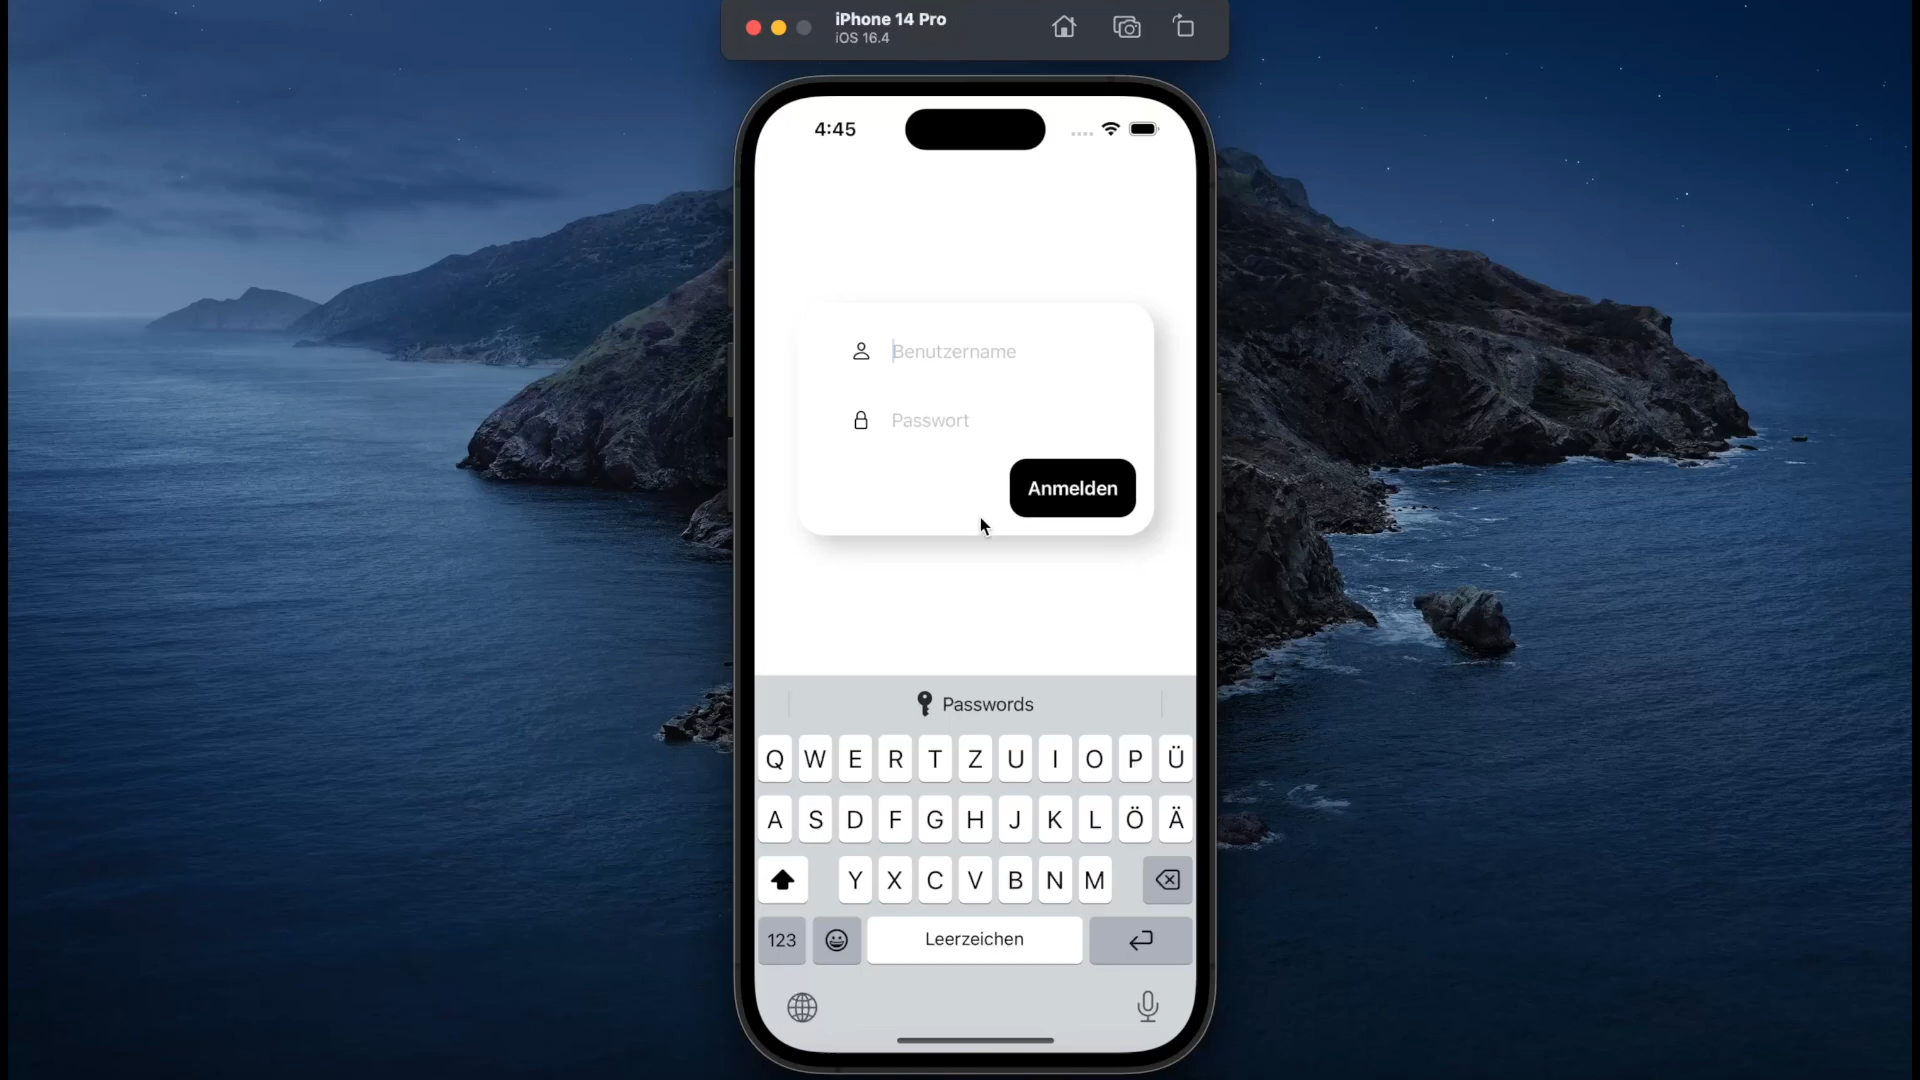 iPhone 14 Pro
iOS 16.4
4:45
Benutzername
Passwort
Anmelden
Passwords
Q W E R T Z U I O P Ü
A S D F G H J K L Ö Ä
Y X C V B N M
123 Leerzeichen